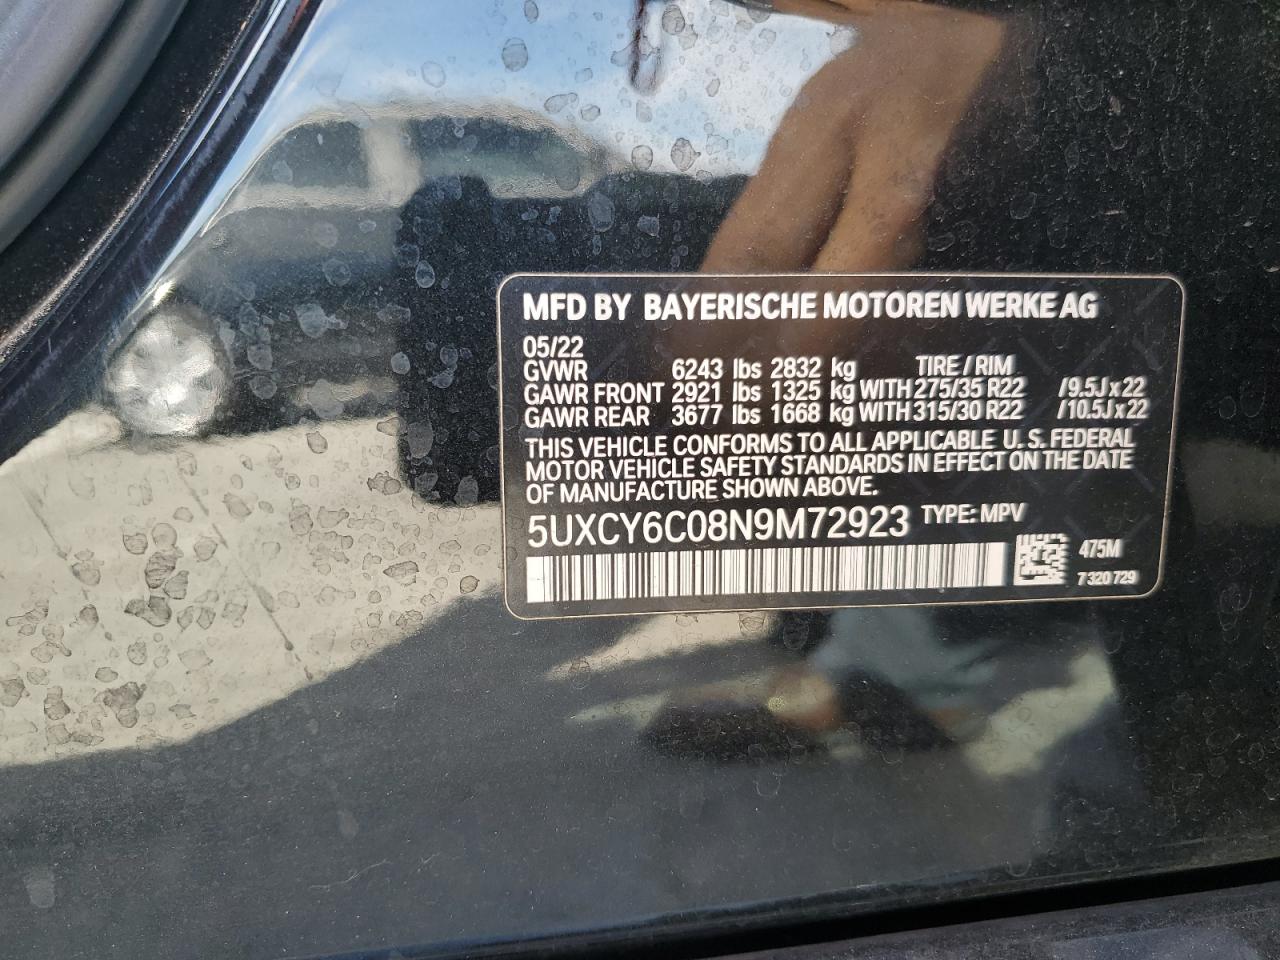 MFD BY BAYERISCHE MOTOREN WERKE AG
05/22
GVWR 6243 lbs 2832 kg TIRE / RIM
GAWR FRONT 2921 lbs 1325 kg WITH 275/35 R22 /9.5J x 22
GAWR REAR 3677 lbs 1668 kg WITH 315/30 R22 /10.5J x 22
THIS VEHICLE CONFORMS TO ALL APPLICABLE U.S. FEDERAL
MOTOR VEHICLE SAFETY STANDARDS IN EFFECT ON THE DATE
OF MANUFACTURE SHOWN ABOVE.
5UXCY6C08N9M72923 TYPE: MPV
475M
7 320 729